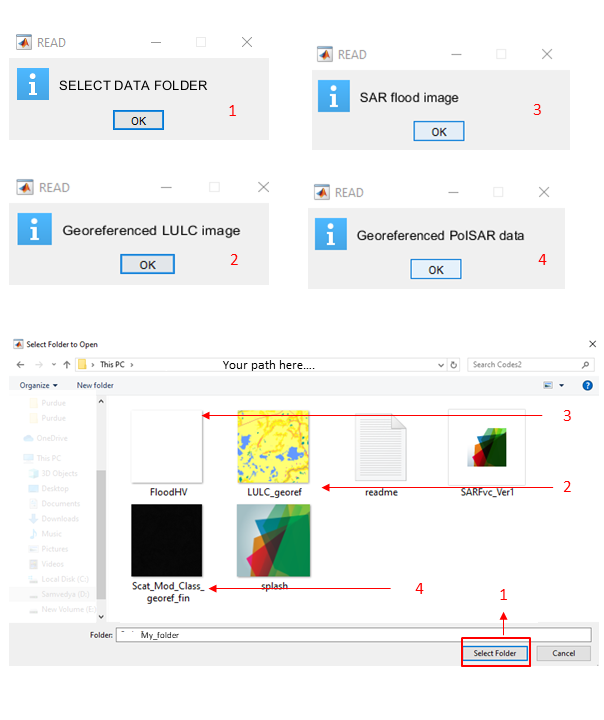 READ
SELECT DATA FOLDER
OK
1
READ
SAR flood image
OK
3
READ
Georeferenced LULC image
OK
2
READ
Georeferenced PolSAR data
OK
4
Select Folder to Open
This PC
Your path here....
Search Codes2
Organize
New folder
Purdue
Purdue
OneDrive
This PC
3D Objects
Desktop
Documents
Downloads
Music
Pictures
Videos
Local Disk (C:)
Samvedya (D:)
New Volume (E:)
FloodHV
LULC_georef
readme
SARFvc_Ver1
3
2
Scat_Mod_Class_
georef_fin
splash
4
1
Folder:
My_folder
Select Folder
Cancel